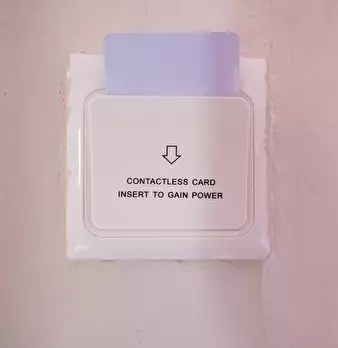 CONTACTLESS CARD
INSERT TO GAIN POWER